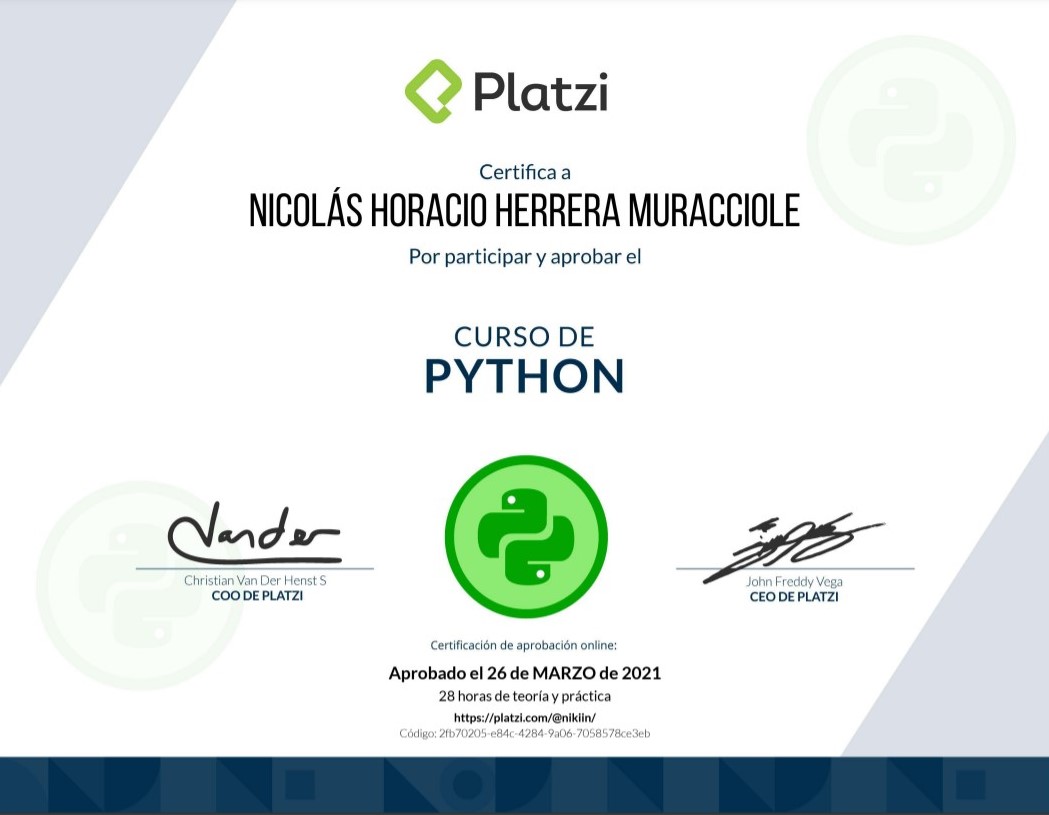 Platzi
Certifica a
NICOLÁS HORACIO HERRERA MURACCIOLE
Por participar y aprobar el
CURSO DE
PYTHON
Vander
Christian Van Der Henst S
COO DE PLATZI
John Freddy Vega
CEO DE PLATZI
Certificación de aprobación online:
Aprobado el 26 de MARZO de 2021
28 horas de teoría y práctica
https://platzi.com/@nikiin/
Código: 2fb70205-e84c-4284-9a06-7058578ce3eb